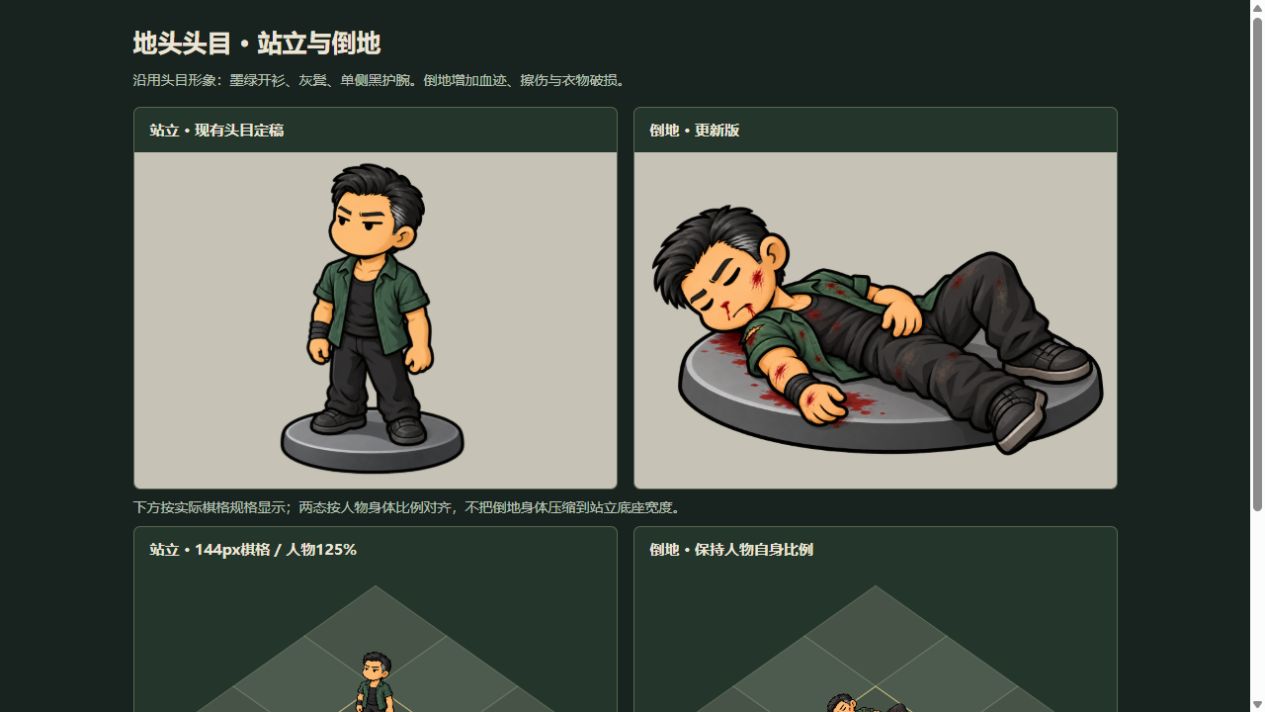 地头头目・站立与倒地
沿用头目形象：墨绿开衫、灰鬓、单侧黑护腕。倒地增加血迹、擦伤与衣物破损。
站立・现有头目定稿
倒地・更新版
下方按实际棋格规格显示；两态按人物身体比例对齐，不把倒地身体压缩到站立底座宽度。
站立・144px棋格 / 人物125%
倒地・保持人物自身比例